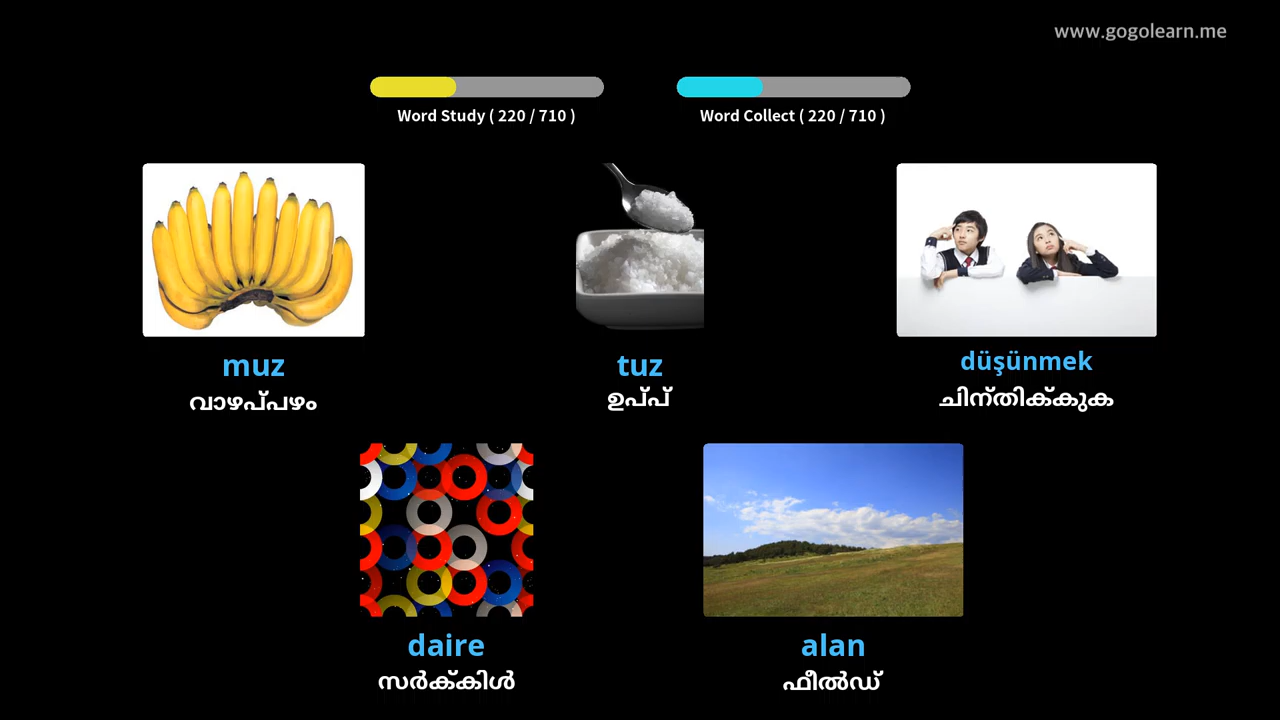 www.gogolearn.me
Word Study ( 220 / 710 )
Word Collect ( 220 / 710 )
muz
വാഴപ്പഴം
tuz
ഉപ്പ്
düşünmek
ചിന്തിക്കുക
daire
സർക്കിൾ
alan
ഫീൽഡ്